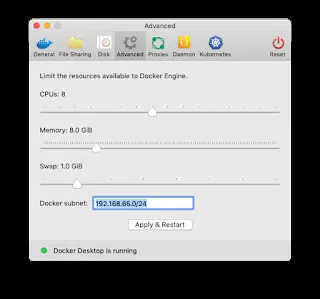 Advanced
General File Sharing Disk Advanced Proxies Daemon Kubernetes Reset
Limit the resources available to Docker Engine.
CPUs: 8
Memory: 8.0 GiB
Swap: 1.0 GiB
Docker subnet: 192.168.65.0/24
Apply & Restart
Docker Desktop is running